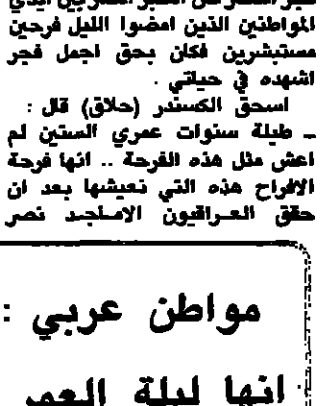 المواطنين الذين امضوا الليل فرحين
مستبشرين فكان بحق اجمل فجر
اشهده في حياتي .
اسحق الكسندر (حلاق) قال :
ـ طيلة سنوات عمري الستين لم
اعش مثل هذه الفرحة .. انها فرحة
الافراح هذه التي نعيشها بعد ان
حقق العراقيون الاماجد نصر
مواطن عربي :
انها ليلة العمر